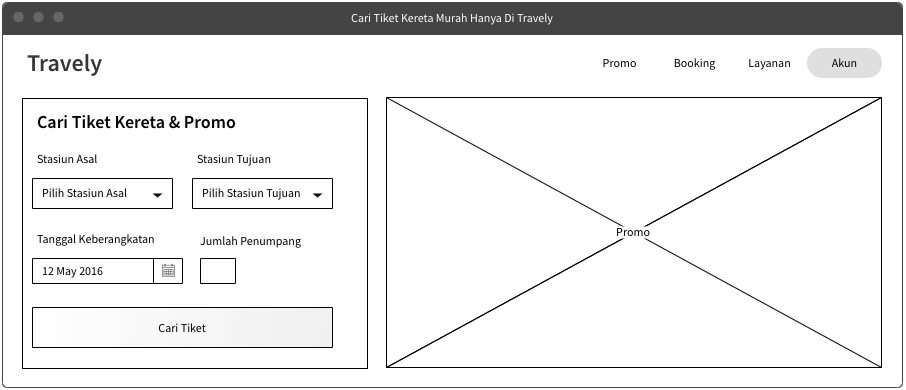 Cari Tiket Kereta Murah Hanya Di Travely
Travely
Promo Booking Layanan Akun
Cari Tiket Kereta & Promo
Stasiun Asal Stasiun Tujuan
Pilih Stasiun Asal Pilih Stasiun Tujuan
Tanggal Keberangkatan Jumlah Penumpang
12 May 2016
Cari Tiket
Promo